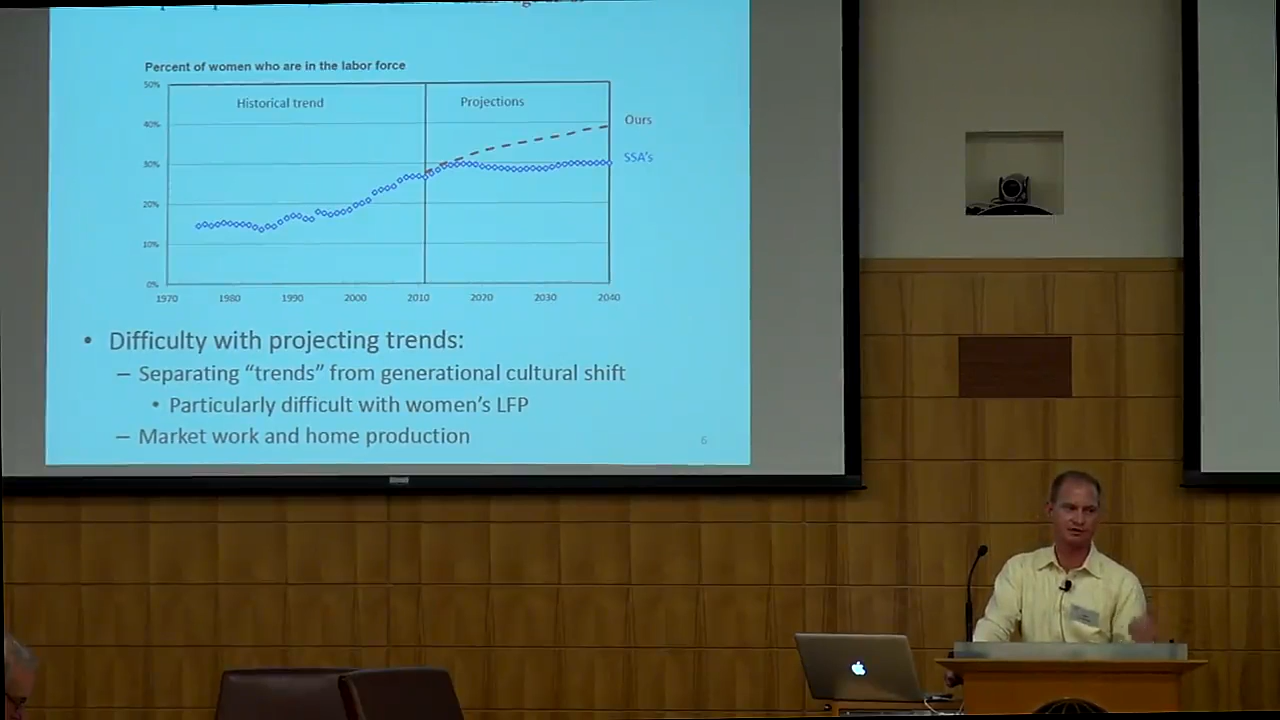 Percent of women who are in the labor force
50%
Historical trend
Projections
40%
Ours
30%
SSA's
20%
10%
0%
1970 1980 1990 2000 2010 2020 2030 2040
• Difficulty with projecting trends:
– Separating “trends” from generational cultural shift
• Particularly difficult with women's LFP
– Market work and home production
6